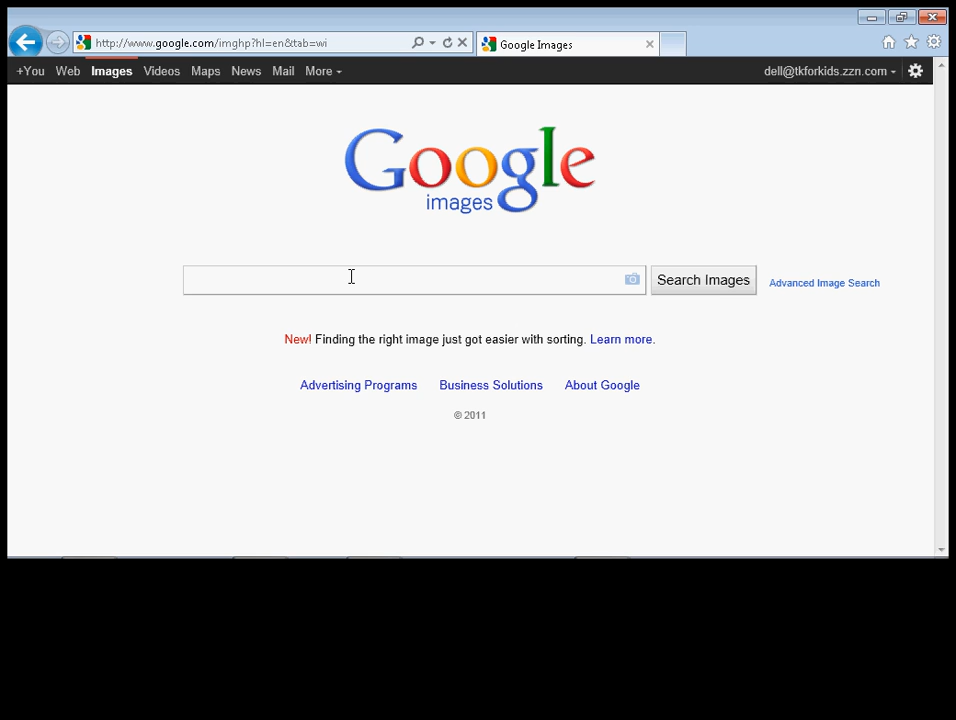 http://www.google.com/imghp?hl=en&tab=wi
Google Images
+You Web Images Videos Maps News Mail More
dell@tkforkids.zzn.com
Google
images
Search Images
Advanced Image Search
New! Finding the right image just got easier with sorting. Learn more.
Advertising Programs Business Solutions About Google
© 2011